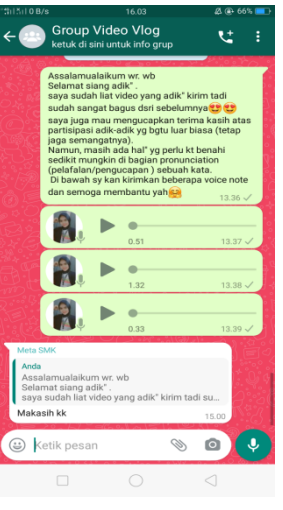 0 B/s 16.03 66%
Group Video Vlog
ketuk di sini untuk info grup
Assalamualaikum wr. wb
Selamat siang adik" .
saya sudah liat video yang adik" kirim tadi
sudah sangat bagus dsri sebelumnya😍😍
saya juga mau mengucapkan terima kasih atas
partisipasi adik-adik yg bgtu luar biasa (tetap
jaga semangatnya).
Namun, masih ada hal" yg perlu kt benahi
sedikit mungkin di bagian pronunciation
(pelafalan/pengucapan ) sebuah kata.
Di bawah sy kan kirimkan beberapa voice note
dan semoga membantu yah🤗
13.36
0.51 13.37
1.32 13.38
0.33 13.39
Meta SMK
Anda
Assalamualaikum wr. wb
Selamat siang adik" .
saya sudah liat video yang adik" kirim tadi su...
Makasih kk
15.00
Ketik pesan